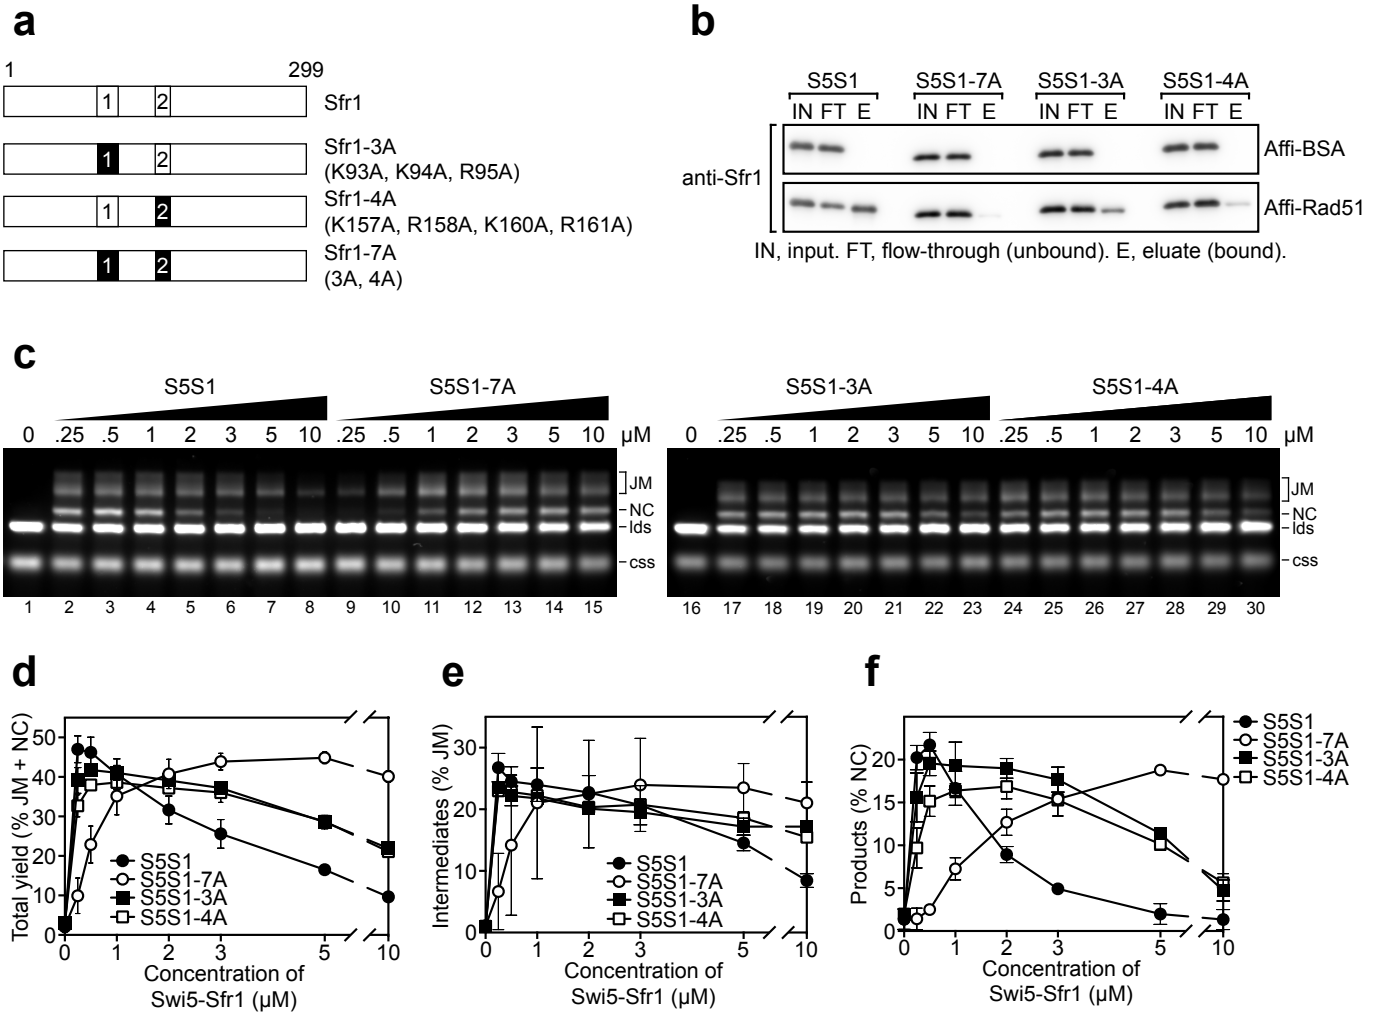 a
1 299
1 2 Sfr1
1 2 Sfr1-3A
(K93A, K94A, R95A)
1 2 Sfr1-4A
(K157A, R158A, K160A, R161A)
1 2 Sfr1-7A
(3A, 4A)
b
S5S1 S5S1-7A S5S1-3A S5S1-4A
IN FT E IN FT E IN FT E IN FT E
Affi-BSA
anti-Sfr1
Affi-Rad51
IN, input. FT, flow-through (unbound). E, eluate (bound).
c
S5S1 S5S1-7A
0 .25 .5 1 2 3 5 10 .25 .5 1 2 3 5 10 μM
JM
NC
lds
css
1 2 3 4 5 6 7 8 9 10 11 12 13 14 15
S5S1-3A S5S1-4A
0 .25 .5 1 2 3 5 10 .25 .5 1 2 3 5 10 μM
JM
NC
lds
css
16 17 18 19 20 21 22 23 24 25 26 27 28 29 30
d
Total yield (% JM + NC)
50
40
30
20
10
0
S5S1
S5S1-7A
S5S1-3A
S5S1-4A
0 1 2 3 5 10
Concentration of
Swi5-Sfr1 (μM)
e
Intermediates (% JM)
30
20
10
0
S5S1
S5S1-7A
S5S1-3A
S5S1-4A
0 1 2 3 5 10
Concentration of
Swi5-Sfr1 (μM)
f
Products (% NC)
20
15
10
5
0
S5S1
S5S1-7A
S5S1-3A
S5S1-4A
0 1 2 3 5 10
Concentration of
Swi5-Sfr1 (μM)